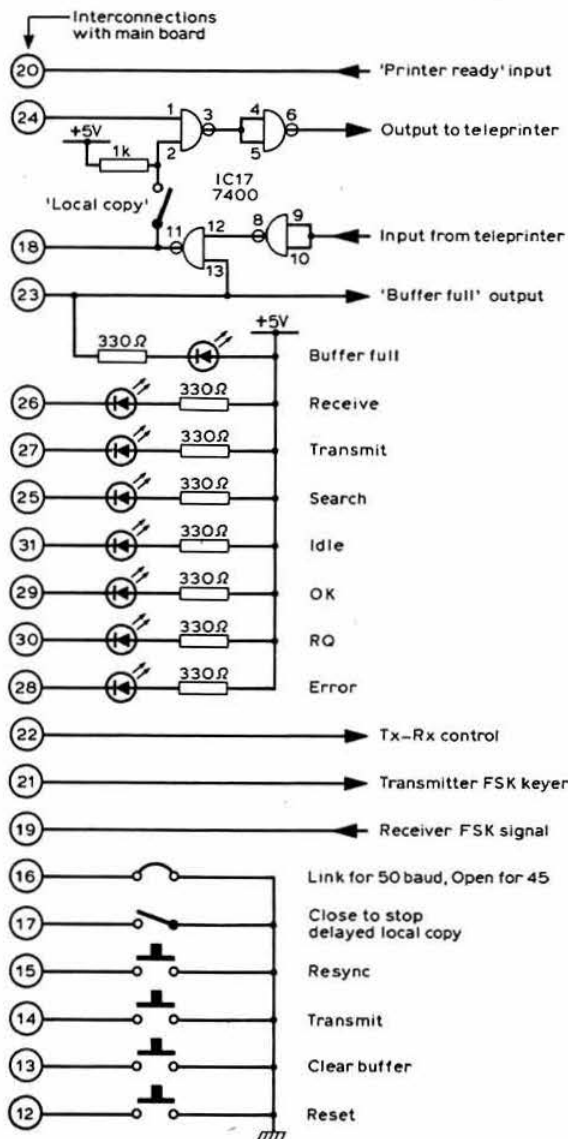 Interconnections
with main board
20 'Printer ready' input
24 1 3 4 6
Output to teleprinter
+5V 2 5
1k
IC17
7400
'Local copy'
18 11 12 8 9 Input from teleprinter
13 10
23 'Buffer full' output
+5V
330Ω Buffer full
26 330Ω Receive
27 330Ω Transmit
25 330Ω Search
31 330Ω Idle
29 330Ω OK
30 330Ω RQ
28 330Ω Error
22 Tx-Rx control
21 Transmitter FSK keyer
19 Receiver FSK signal
16 Link for 50 baud, Open for 45
17 Close to stop
delayed local copy
15 Resync
14 Transmit
13 Clear buffer
12 Reset